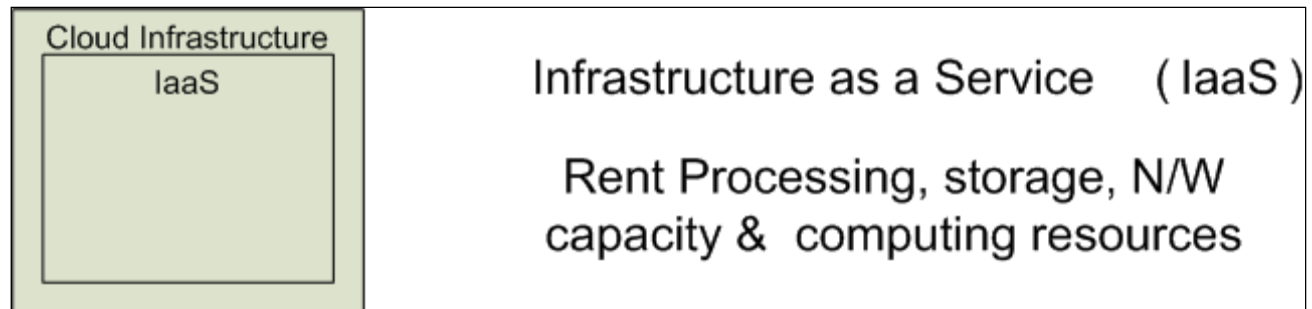 Cloud Infrastructure
IaaS
Infrastructure as a Service ( IaaS )
Rent Processing, storage, N/W
capacity & computing resources